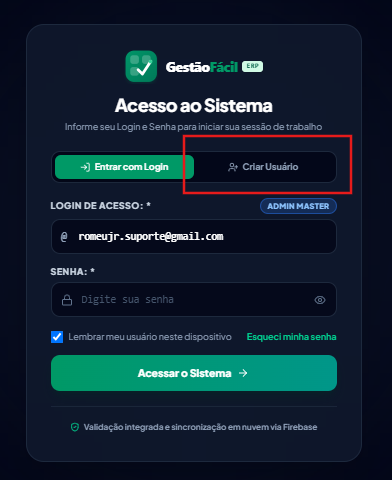 GestãoFácil ERP
Acesso ao Sistema
Informe seu Login e Senha para iniciar sua sessão de trabalho
Entrar com Login
Criar Usuário
LOGIN DE ACESSO: *
ADMIN MASTER
@ romeujr.suporte@gmail.com
SENHA: *
Digite sua senha
Lembrar meu usuário neste dispositivo
Esqueci minha senha
Acessar o Sistema →
Validação integrada e sincronização em nuvem via Firebase